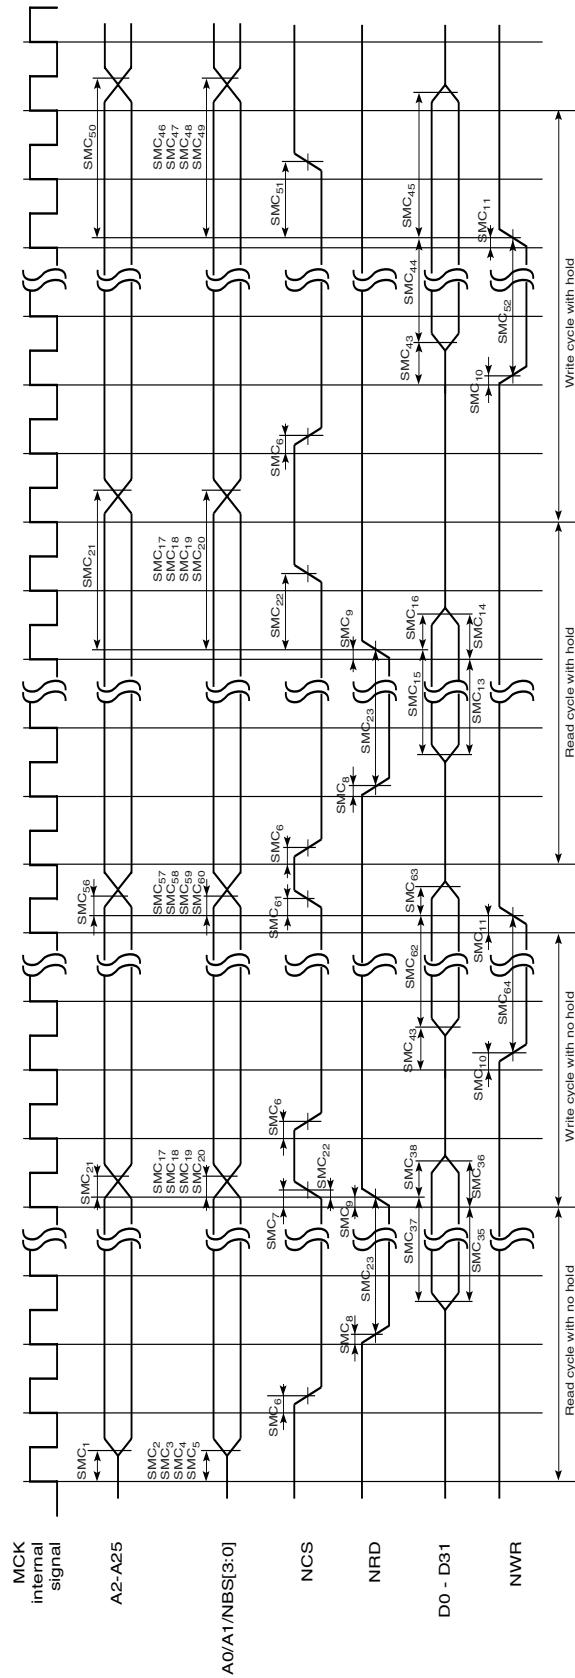 MCK
internal
signal
A2-A25
A0/A1/NBS[3:0]
NCS
NRD
D0 - D31
NWR
SMC1
SMC2
SMC3
SMC4
SMC5
SMC6
SMC8
SMC23
SMC37
SMC35
SMC21
SMC17
SMC18
SMC19
SMC20
SMC7
SMC22
SMC9
SMC38
SMC36
SMC6
SMC43
SMC10
SMC62
SMC64
SMC56
SMC57
SMC58
SMC59
SMC60
SMC61
SMC63
SMC11
SMC6
SMC8
SMC23
SMC15
SMC13
SMC9
SMC21
SMC17
SMC18
SMC19
SMC20
SMC22
SMC16
SMC14
SMC6
SMC43
SMC10
SMC44
SMC52
SMC50
SMC46
SMC47
SMC48
SMC49
SMC51
SMC45
SMC11
Read cycle with no hold
Write cycle with no hold
Read cycle with hold
Write cycle with hold